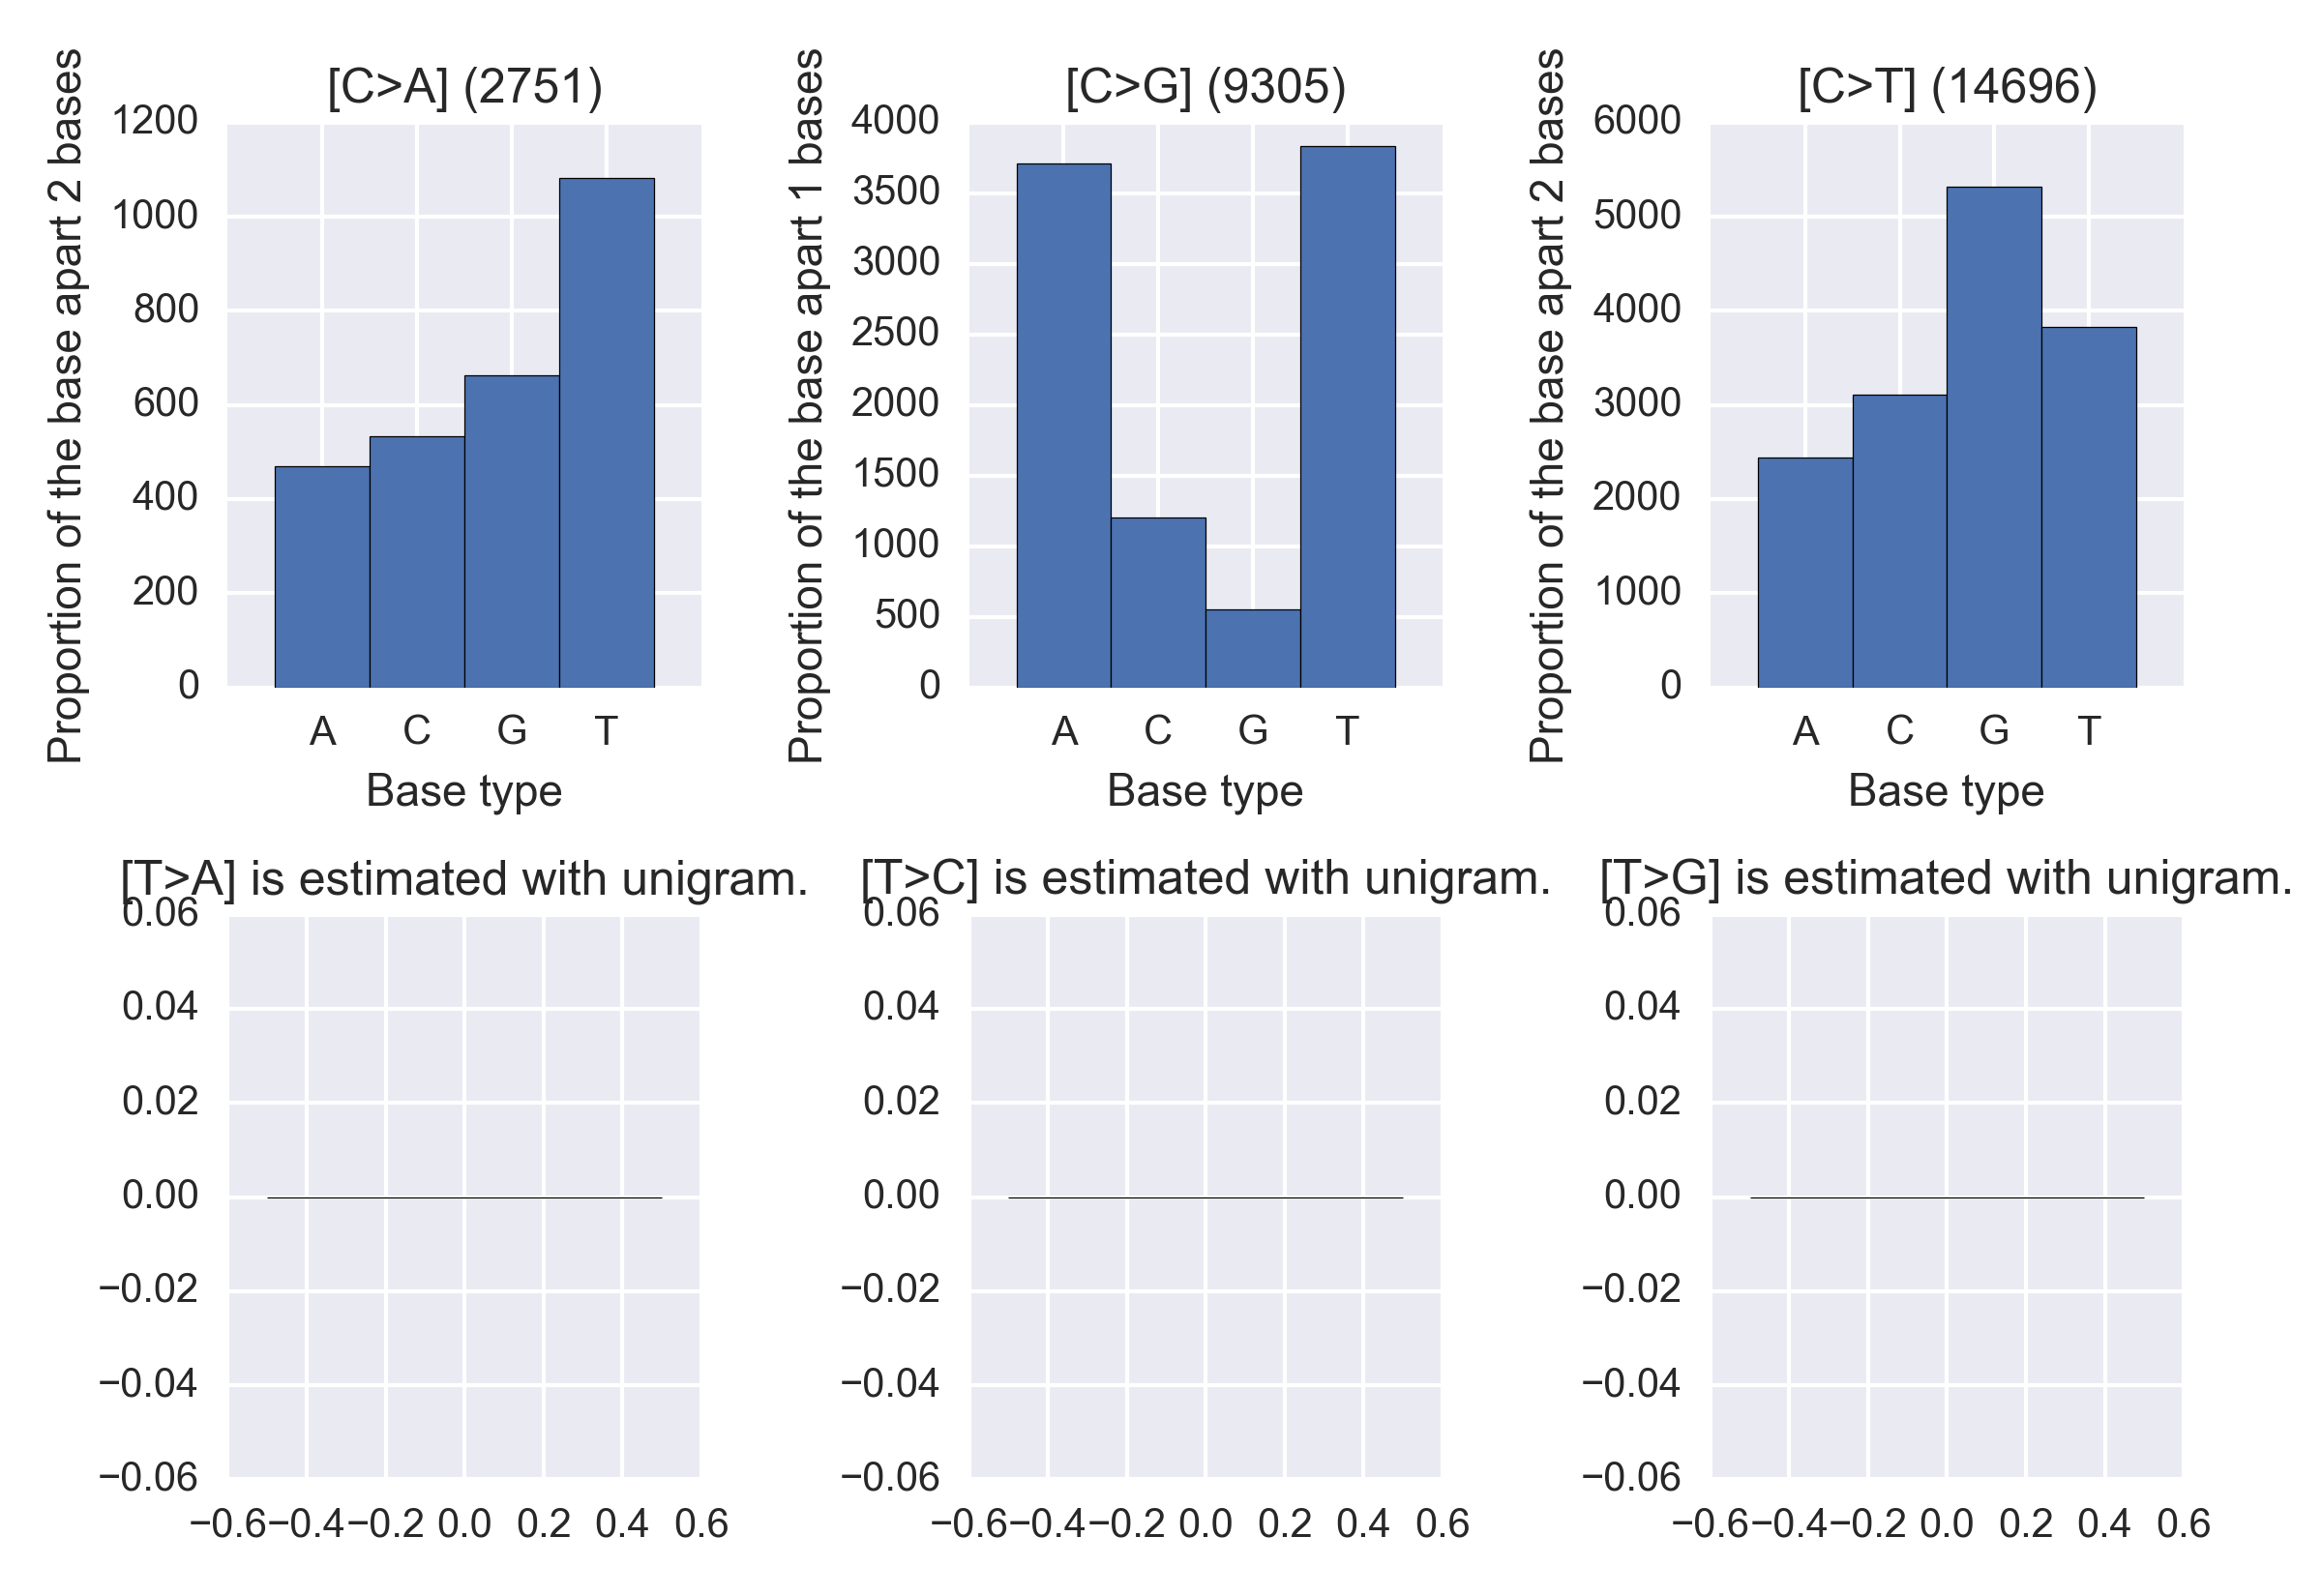 [C>A] (2751)
Proportion of the base apart 2 bases
1200
1000
800
600
400
200
0
A C G T
Base type
[C>G] (9305)
Proportion of the base apart 1 bases
4000
3500
3000
2500
2000
1500
1000
500
0
A C G T
Base type
[C>T] (14696)
Proportion of the base apart 2 bases
6000
5000
4000
3000
2000
1000
0
A C G T
Base type
[T>A] is estimated with unigram.
0.06
0.04
0.02
0.00
−0.02
−0.04
−0.06
−0.6 −0.4 −0.2 0.0 0.2 0.4 0.6
[T>C] is estimated with unigram.
0.06
0.04
0.02
0.00
−0.02
−0.04
−0.06
−0.6 −0.4 −0.2 0.0 0.2 0.4 0.6
[T>G] is estimated with unigram.
0.06
0.04
0.02
0.00
−0.02
−0.04
−0.06
−0.6 −0.4 −0.2 0.0 0.2 0.4 0.6